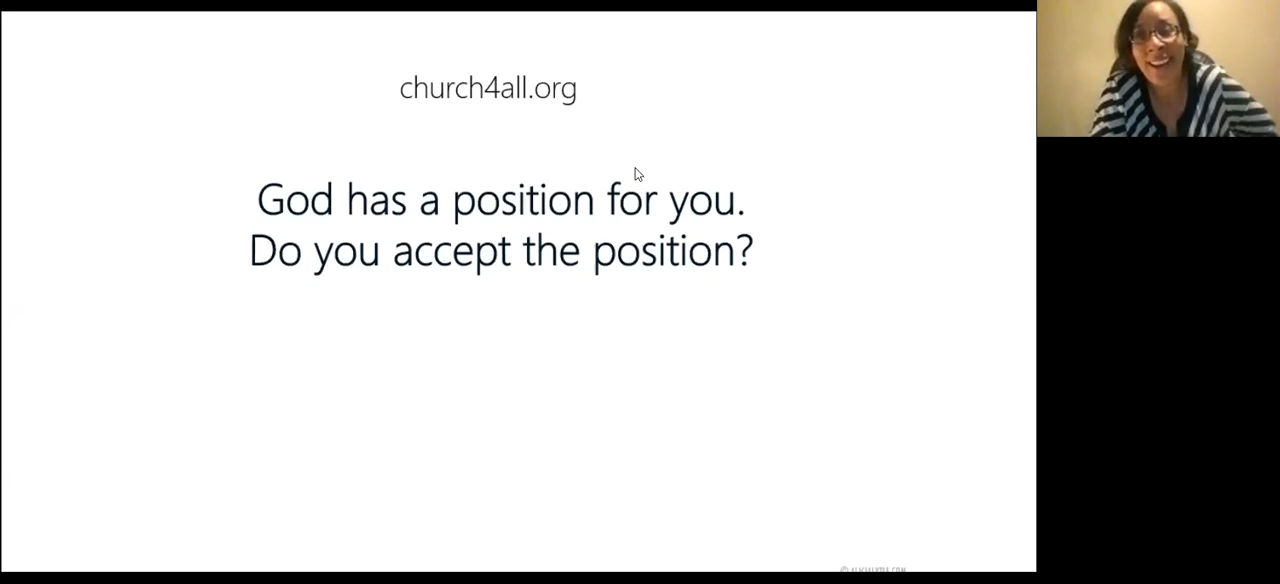 church4all.org
God has a position for you.
Do you accept the position?